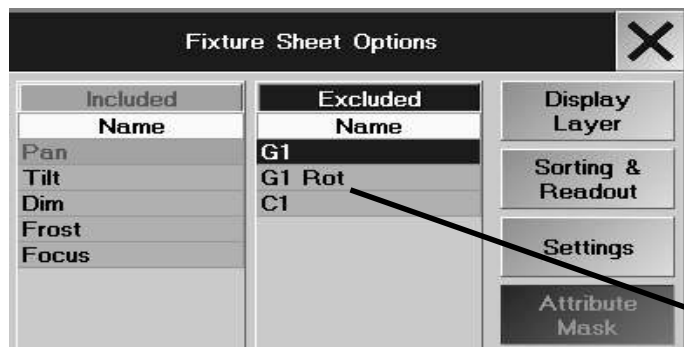 Fixture Sheet Options
Included
Name
Pan
Tilt
Dim
Frost
Focus
Excluded
Name
G1
G1 Rot
C1
Display
Layer
Sorting &
Readout
Settings
Attribute
Mask